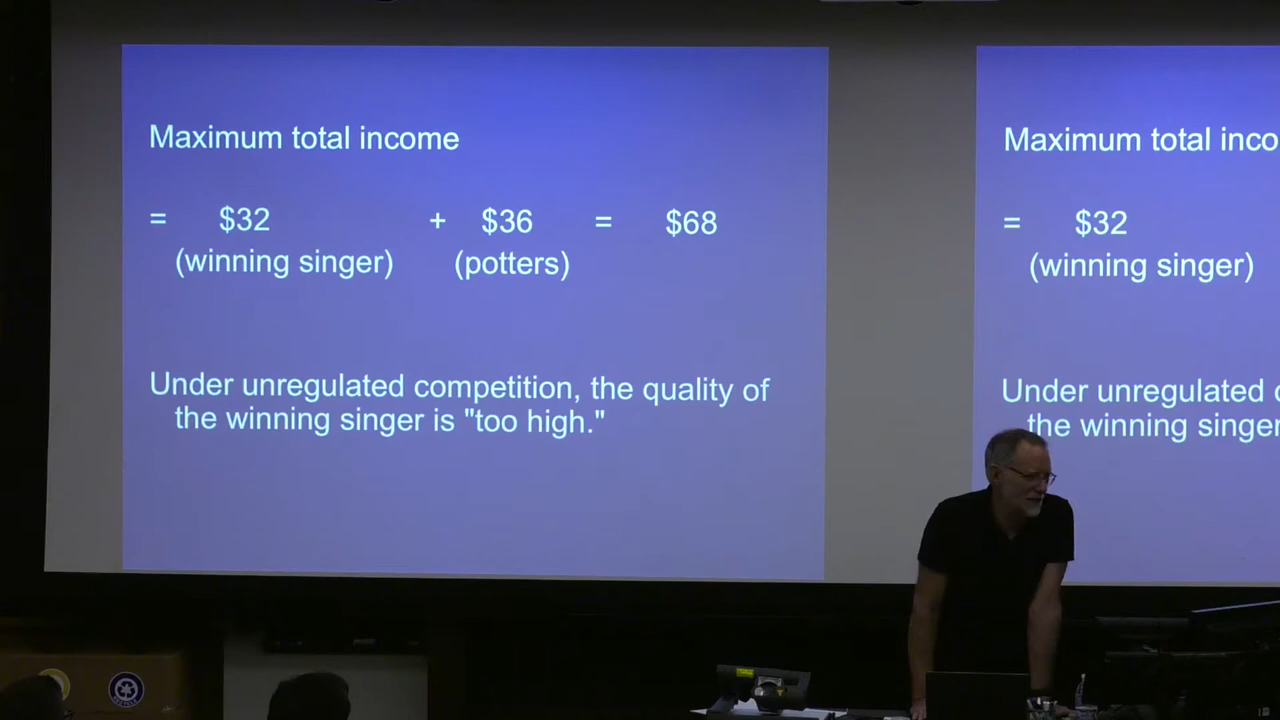 Maximum total income
= $32 + $36 = $68
(winning singer) (potters)
Under unregulated competition, the quality of
the winning singer is "too high."
Maximum total inco
= $32
(winning singer)
Under unregulated c
the winning singer